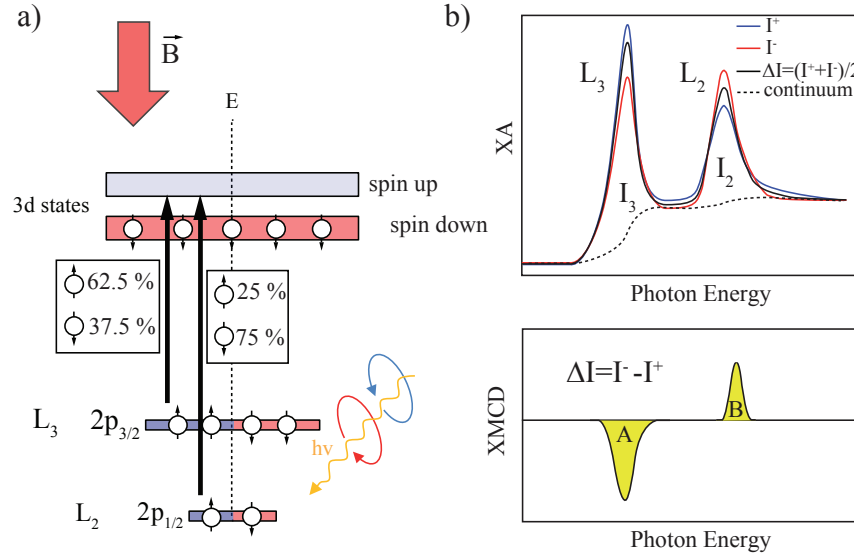 a)
B
E
spin up
3d states
spin down
62.5 %
37.5 %
25 %
75 %
L₃ 2p₃/₂
hν
L₂ 2p₁/₂
b)
I⁺
I⁻
ΔI=(I⁺+I⁻)/2
continuum
L₃
L₂
XA
I₃
I₂
Photon Energy
ΔI=I⁻-I⁺
XMCD
A
B
Photon Energy